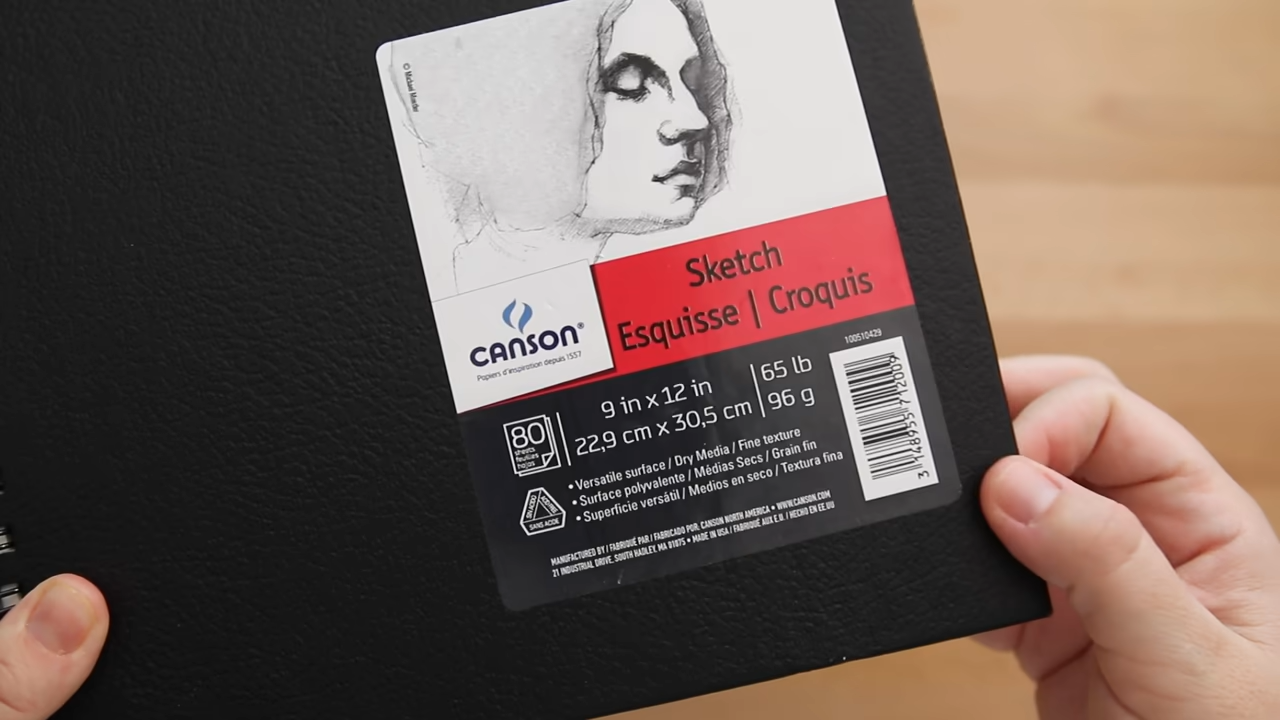 © Michael Mentler
Sketch
Esquisse | Croquis
CANSON®
Papiers d'inspiration depuis 1557
100510429
80
sheets
feuilles
hojas
9 in x 12 in
22,9 cm x 30,5 cm
65 lb
96 g
• Versatile surface / Dry Media / Fine texture
• Surface polyvalente / Médias Secs / Grain fin
• Superficie versátil / Medios en seco / Textura fina
SANS ACIDE
3 148955 712009
MANUFACTURED BY / FABRIQUÉ PAR / FABRICADO POR: CANSON NORTH AMERICA • WWW.CANSON.COM
21 INDUSTRIAL DRIVE, SOUTH HADLEY, MA 01075 • MADE IN USA / FABRIQUÉ AUX E.U. / HECHO EN EE.UU